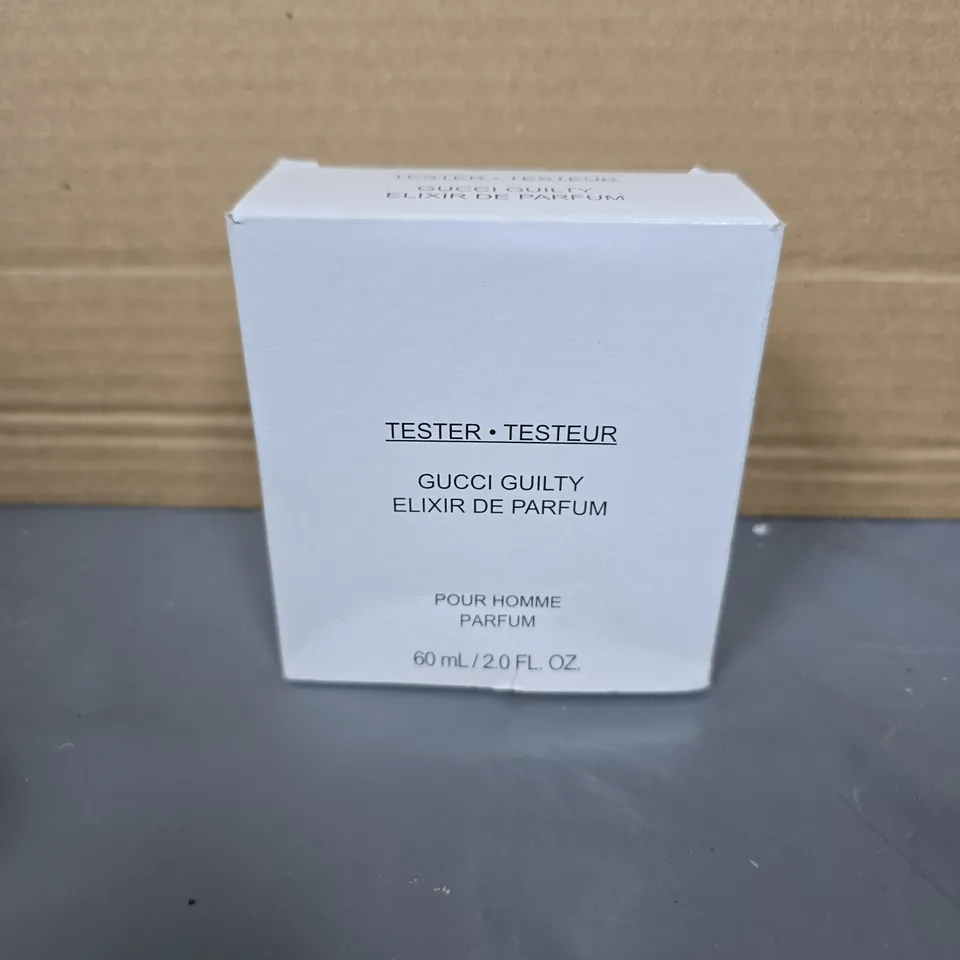 TESTER • TESTEUR
GUCCI GUILTY
ELIXIR DE PARFUM
TESTER • TESTEUR
GUCCI GUILTY
ELIXIR DE PARFUM
POUR HOMME
PARFUM
60 mL / 2.0 FL. OZ.